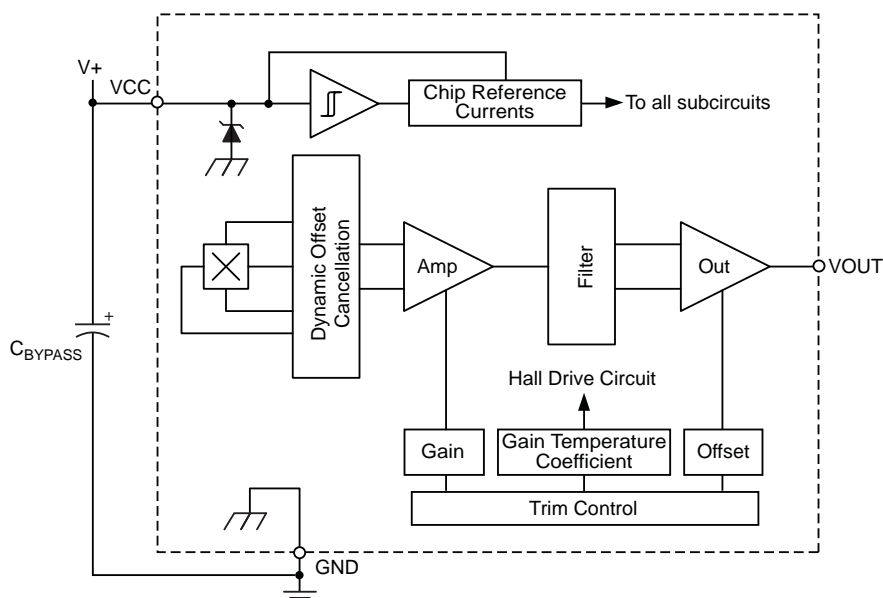 V+
VCC
Chip Reference
Currents
To all subcircuits
Dynamic Offset
Cancellation
Amp
Filter
Out
VOUT
+
CBYPASS
Hall Drive Circuit
Gain
Gain Temperature
Coefficient
Offset
Trim Control
GND